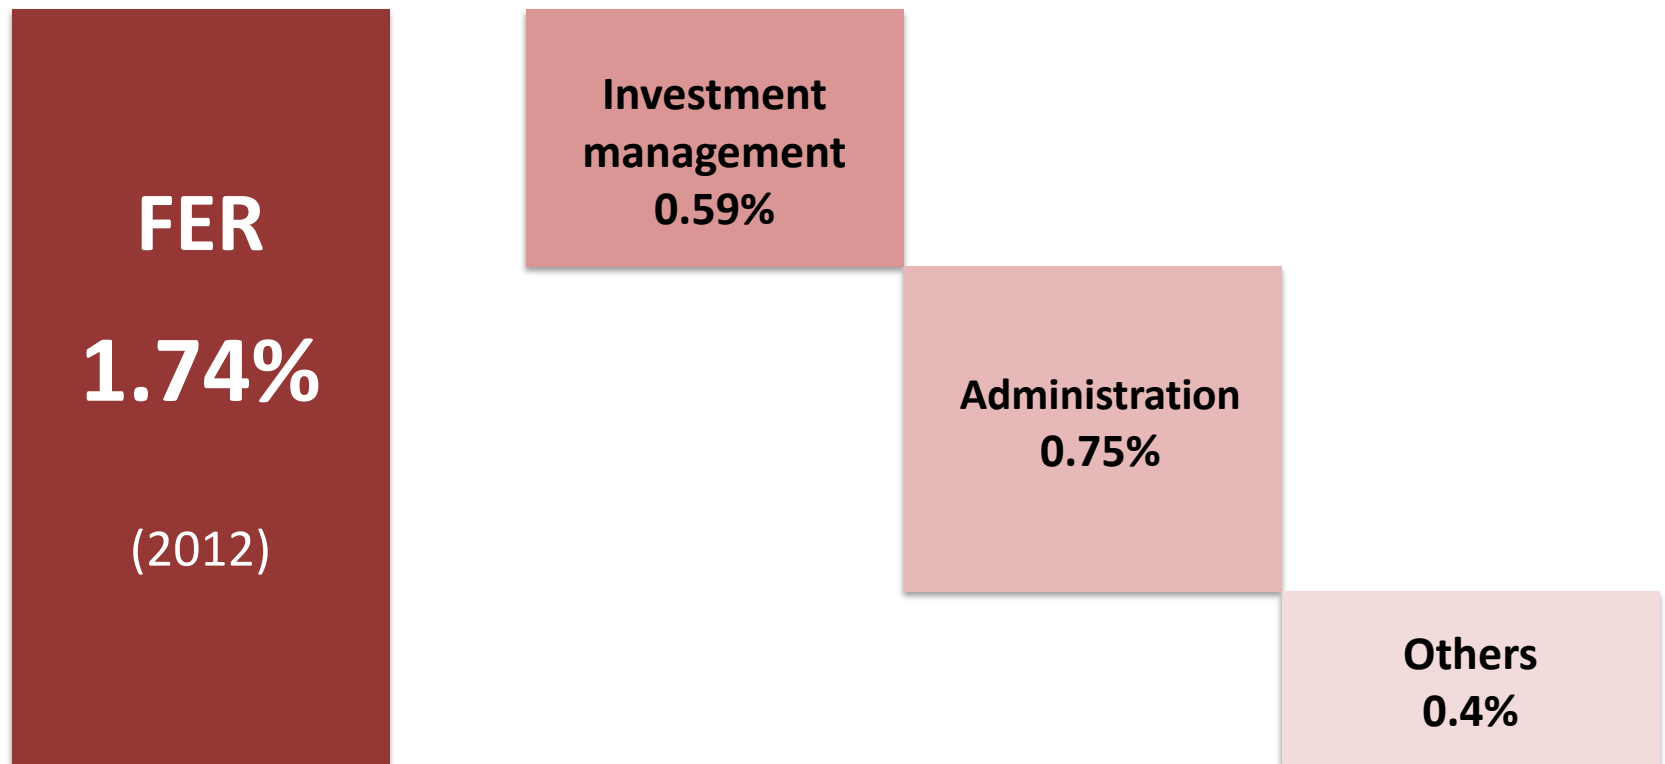 FER
1.74%
(2012)
Investment
management
0.59%
Administration
0.75%
Others
0.4%